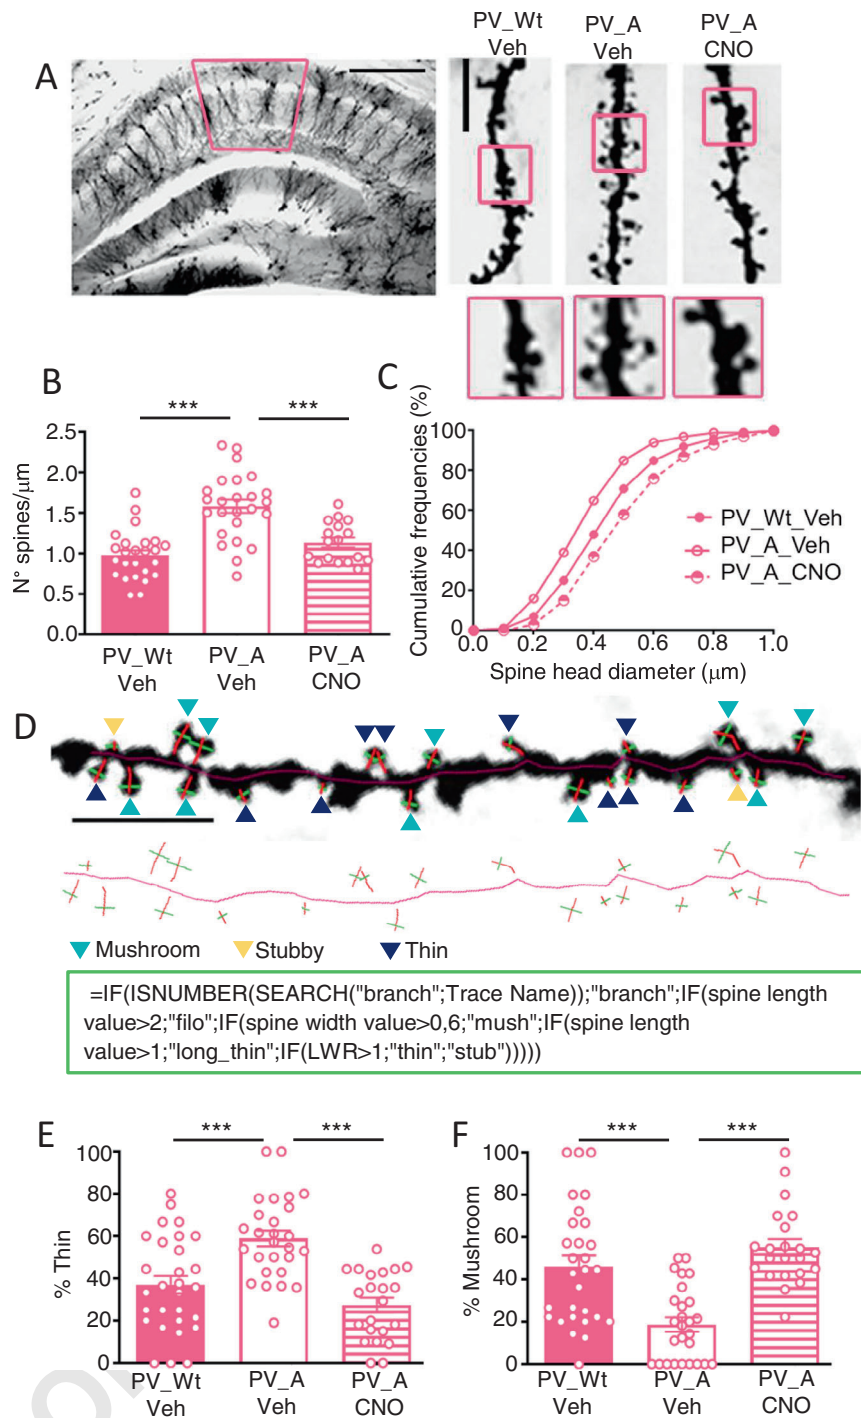 A
PV_Wt
Veh
PV_A
Veh
PV_A
CNO
B
***
***
N° spines/μm
2.5
2.0
1.5
1.0
0.5
0.0
PV_Wt
Veh
PV_A
Veh
PV_A
CNO
C
Cumulative frequencies (%)
100
80
60
40
20
0
0.0
0.2
0.4
0.6
0.8
1.0
Spine head diameter (μm)
PV_Wt_Veh
PV_A_Veh
PV_A_CNO
D
Mushroom
Stubby
Thin
=IF(ISNUMBER(SEARCH("branch";Trace Name));"branch";IF(spine length
value>2;"filo";IF(spine width value>0,6;"mush";IF(spine length
value>1;"long_thin";IF(LWR>1;"thin";"stub")))))
E
***
***
% Thin
100
80
60
40
20
0
PV_Wt
Veh
PV_A
Veh
PV_A
CNO
F
***
***
% Mushroom
100
80
60
40
20
0
PV_Wt
Veh
PV_A
Veh
PV_A
CNO